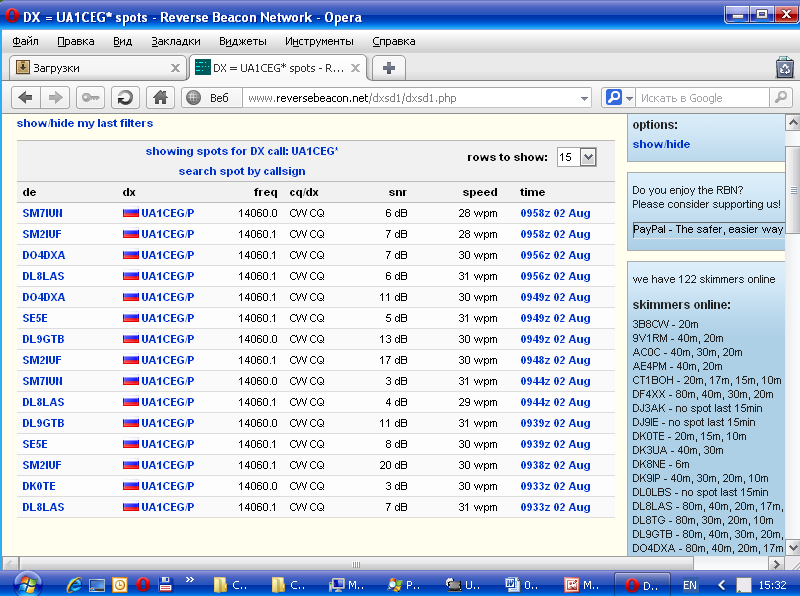 DX = UA1CEG* spots - Reverse Beacon Network - Opera
Файл Правка Вид Закладки Виджеты Инструменты Справка
Загрузки DX = UA1CEG* spots - R...
Веб www.reversebeacon.net/dxsd1/dxsd1.php Искать в Google
show/hide my last filters
showing spots for DX call: UA1CEG*
search spot by callsign
rows to show: 15
de dx freq cq/dx snr speed time
SM7IUN UA1CEG/P 14060.0 CW CQ 6 dB 28 wpm 0958z 02 Aug
SM2IUF UA1CEG/P 14060.1 CW CQ 7 dB 28 wpm 0958z 02 Aug
DO4DXA UA1CEG/P 14060.1 CW CQ 7 dB 30 wpm 0956z 02 Aug
DL8LAS UA1CEG/P 14060.1 CW CQ 6 dB 31 wpm 0956z 02 Aug
DO4DXA UA1CEG/P 14060.1 CW CQ 11 dB 30 wpm 0949z 02 Aug
SE5E UA1CEG/P 14060.1 CW CQ 5 dB 31 wpm 0949z 02 Aug
DL9GTB UA1CEG/P 14060.0 CW CQ 13 dB 30 wpm 0949z 02 Aug
SM2IUF UA1CEG/P 14060.1 CW CQ 17 dB 30 wpm 0948z 02 Aug
SM7IUN UA1CEG/P 14060.0 CW CQ 3 dB 31 wpm 0944z 02 Aug
DL8LAS UA1CEG/P 14060.1 CW CQ 4 dB 29 wpm 0944z 02 Aug
DL9GTB UA1CEG/P 14060.0 CW CQ 11 dB 31 wpm 0939z 02 Aug
SE5E UA1CEG/P 14060.1 CW CQ 8 dB 30 wpm 0939z 02 Aug
SM2IUF UA1CEG/P 14060.1 CW CQ 20 dB 30 wpm 0938z 02 Aug
DK0TE UA1CEG/P 14060.0 CW CQ 3 dB 30 wpm 0933z 02 Aug
DL8LAS UA1CEG/P 14060.1 CW CQ 7 dB 31 wpm 0933z 02 Aug
options:
show/hide
Do you enjoy the RBN?
Please consider supporting us!
PayPal - The safer, easier way
we have 122 skimmers online
skimmers online:
3B8CW - 20m
9V1RM - 40m, 20m
AC0C - 40m, 30m, 20m
AE4PM - 40m, 20m
CT1BOH - 20m, 17m, 15m, 10m
DF4XX - 80m, 40m, 30m, 20m
DJ3AK - no spot last 15min
DJ9IE - no spot last 15min
DK0TE - 20m, 15m, 10m
DK3UA - 40m, 30m
DK8NE - 6m
DK9IP - 40m, 30m, 20m, 10m
DL0LBS - no spot last 15min
DL8LAS - 80m, 40m, 20m, 17m,
DL8TG - 80m, 30m, 20m, 10m
DL9GTB - 80m, 40m, 30m, 20m,
DO4DXA - 80m, 40m, 20m, 17m
» C.. C.. M.. P.. U.. 0.. M.. D.. EN 15:32